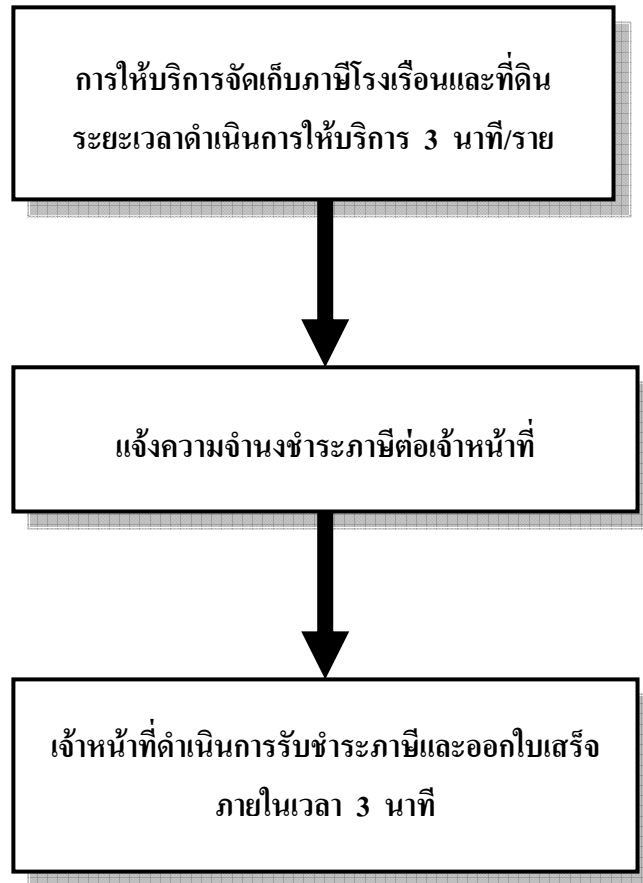 การให้บริการจัดเก็บภาษีโรงเรือนและที่ดิน
ระยะเวลาดำเนินการให้บริการ 3 นาที/ราย
แจ้งความจำนงชำระภาษีต่อเจ้าหน้าที่
เจ้าหน้าที่ดำเนินการรับชำระภาษีและออกใบเสร็จ
ภายในเวลา 3 นาที